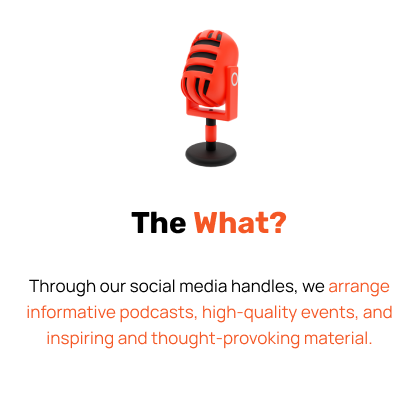 The What?
Through our social media handles, we arrange
informative podcasts, high-quality events, and
inspiring and thought-provoking material.